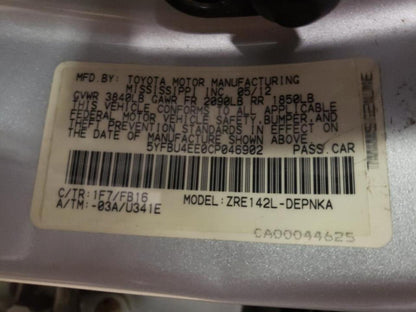 MFD BY: TOYOTA MOTOR MANUFACTURING
MISSISSIPPI INC 05/12
GVWR 3840LB GAWR FR 2090LB RR 1850LB
THIS VEHICLE CONFORMS TO ALL APPLICABLE
FEDERAL MOTOR VEHICLE SAFETY, BUMPER, AND
THEFT PREVENTION STANDARDS IN EFFECT ON
THE DATE OF MANUFACTURE SHOWN ABOVE.
5YFBU4EE0CP046902 PASS.CAR
C/TR:1F7/FB16
A/TM:-03A/U341E
MODEL:ZRE142L-DEPNKA
CA00044625